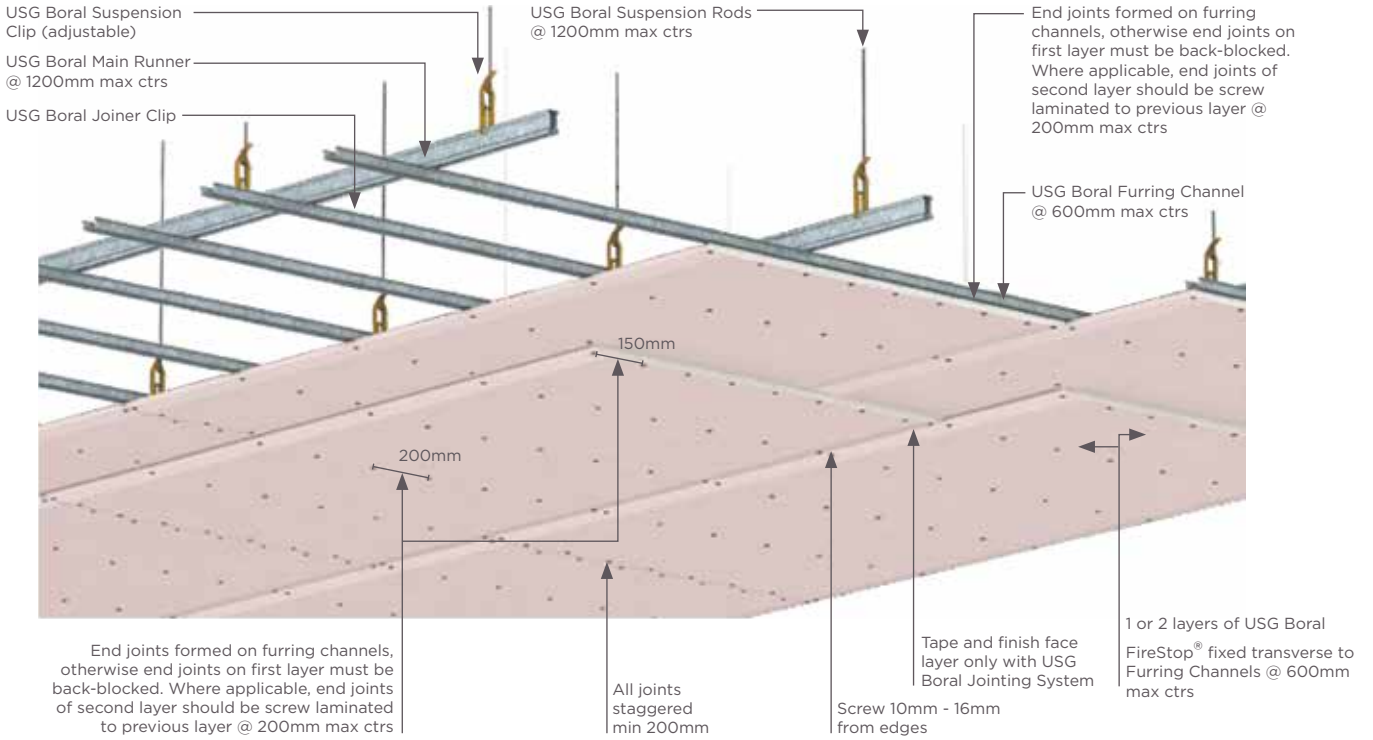 USG Boral Suspension
Clip (adjustable)
USG Boral Main Runner
@ 1200mm max ctrs
USG Boral Joiner Clip
USG Boral Suspension Rods
@ 1200mm max ctrs
End joints formed on furring
channels, otherwise end joints on
first layer must be back-blocked.
Where applicable, end joints of
second layer should be screw
laminated to previous layer @
200mm max ctrs
USG Boral Furring Channel
@ 600mm max ctrs
150mm
200mm
End joints formed on furring channels,
otherwise end joints on first layer must be
back-blocked. Where applicable, end joints
of second layer should be screw laminated
to previous layer @ 200mm max ctrs
All joints
staggered
min 200mm
Screw 10mm - 16mm
from edges
Tape and finish face
layer only with USG
Boral Jointing System
1 or 2 layers of USG Boral
FireStop® fixed transverse to
Furring Channels @ 600mm
max ctrs